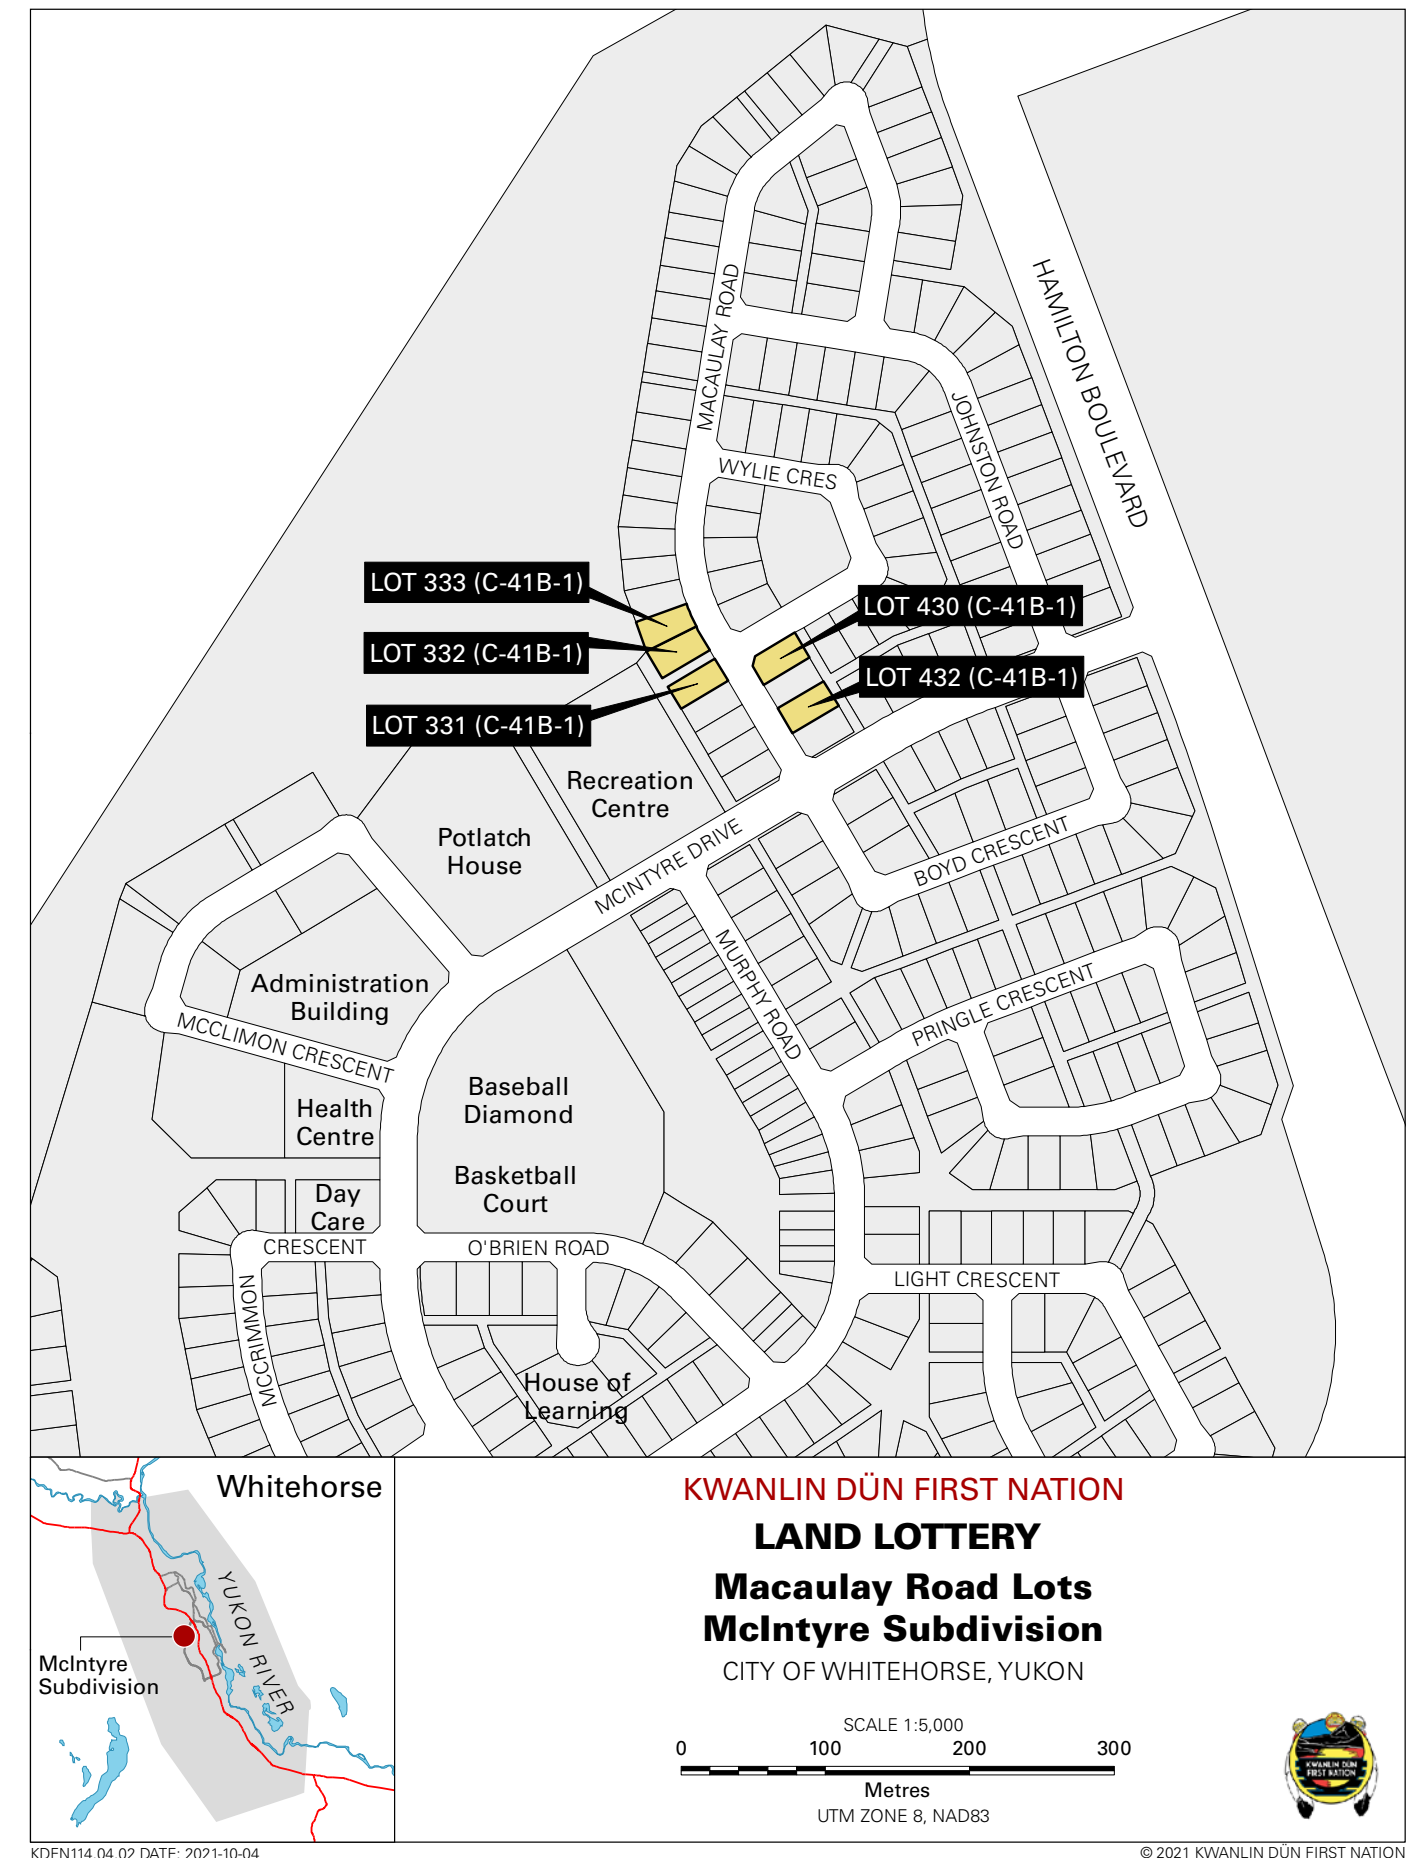 HAMILTON BOULEVARD
MACAULAY ROAD
JOHNSTON ROAD
WYLIE CRES
LOT 333 (C-41B-1)
LOT 430 (C-41B-1)
LOT 332 (C-41B-1)
LOT 432 (C-41B-1)
LOT 331 (C-41B-1)
Recreation
Centre
Potlatch
House
MCINTYRE DRIVE
BOYD CRESCENT
MURPHY ROAD
Administration
Building
PRINGLE CRESCENT
MCCLIMON CRESCENT
Baseball
Diamond
Health
Centre
Basketball
Court
Day
Care
CRESCENT
O'BRIEN ROAD
LIGHT CRESCENT
MCCRIMMON
House of
Learning
Whitehorse
YUKON RIVER
McIntyre
Subdivision
KWANLIN DÜN FIRST NATION
LAND LOTTERY
Macaulay Road Lots
McIntyre Subdivision
CITY OF WHITEHORSE, YUKON
SCALE 1:5,000
0 100 200 300
Metres
UTM ZONE 8, NAD83
KWANLIN DÜN
FIRST NATION
KDFN114.04.02 DATE: 2021-10-04
© 2021 KWANLIN DÜN FIRST NATION